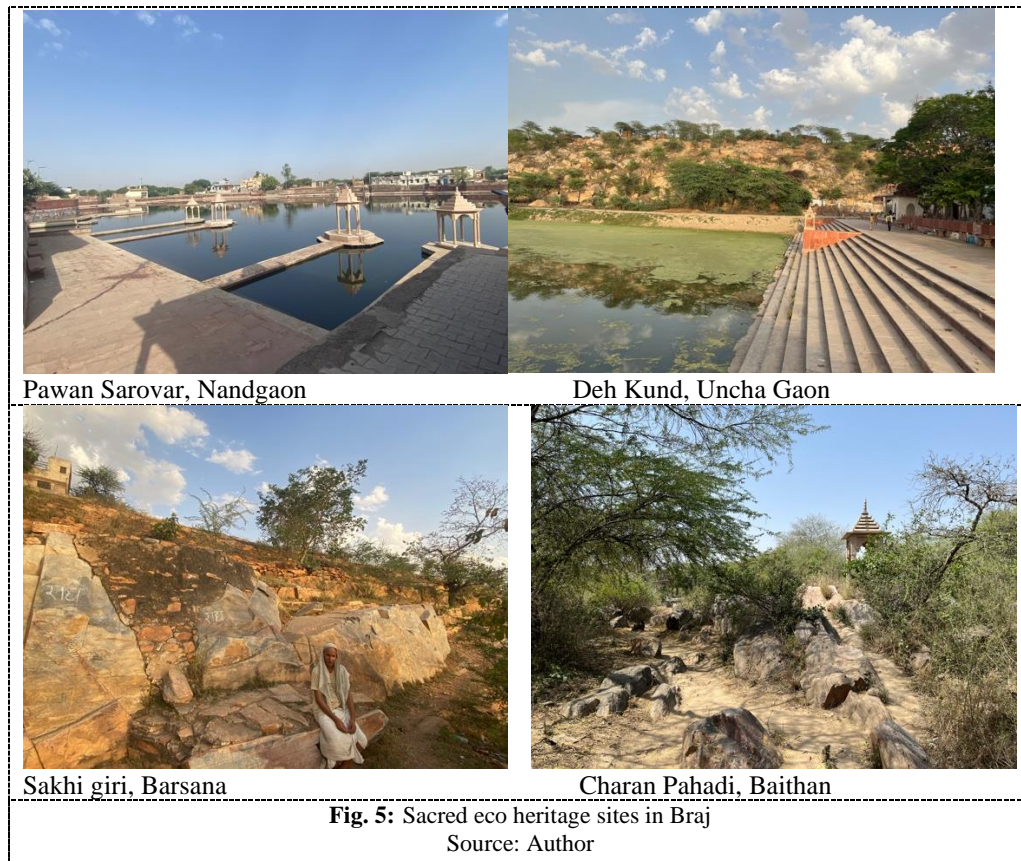 Pawan Sarovar, Nandgaon
Deh Kund, Uncha Gaon
राधा
Sakhi giri, Barsana
Charan Pahadi, Baithan
Fig. 5: Sacred eco heritage sites in Braj
Source: Author